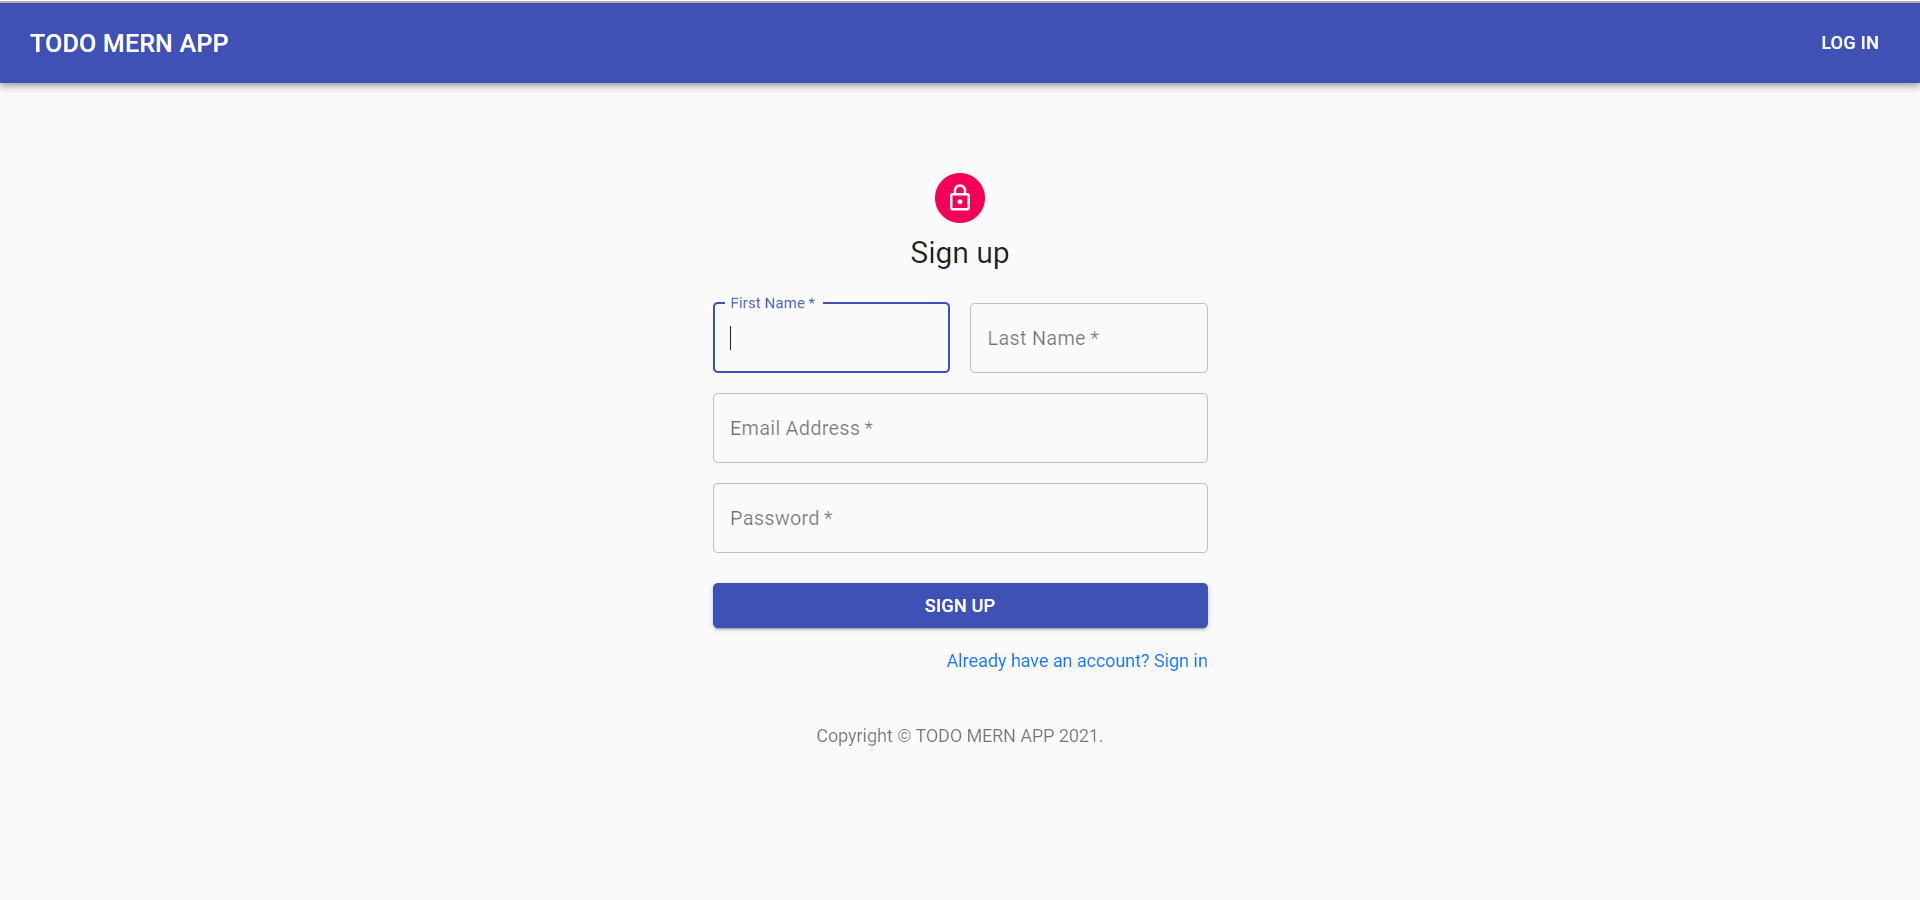 TODO MERN APP
LOG IN
Sign up
First Name *
Last Name *
Email Address *
Password *
SIGN UP
Already have an account? Sign in
Copyright © TODO MERN APP 2021.